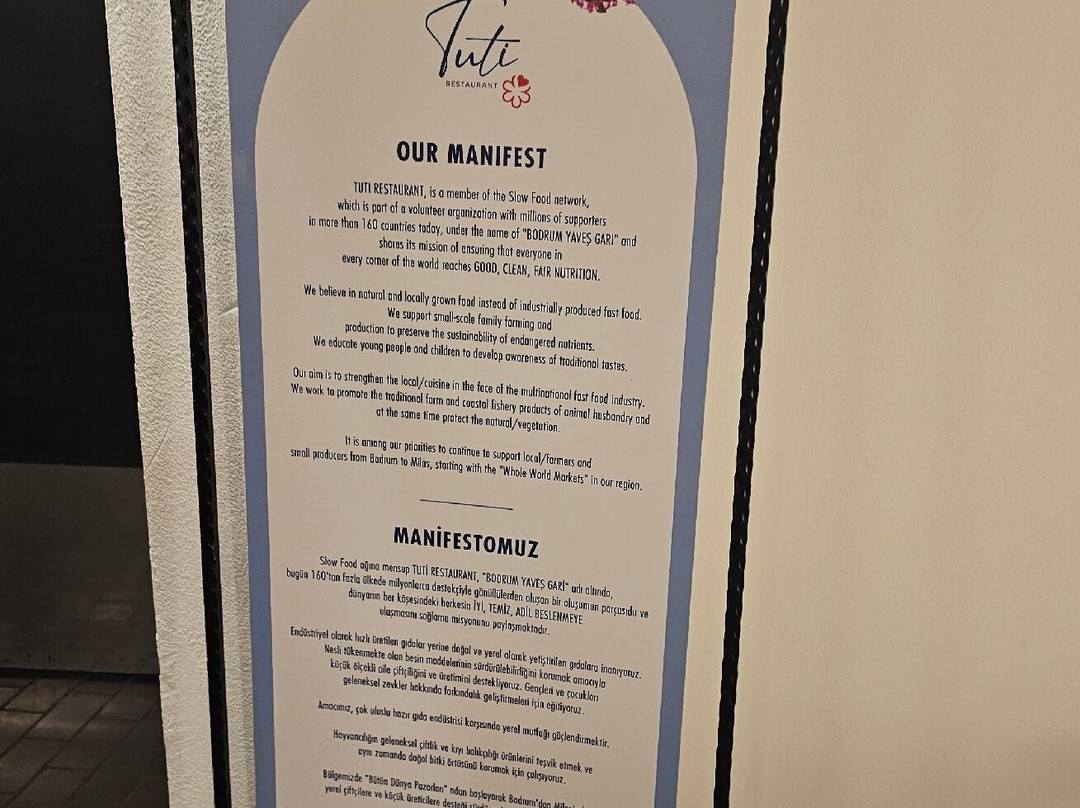 Tuti
RESTAURANT
OUR MANIFEST
TUTI RESTAURANT, is a member of the Slow Food network,
which is part of a volunteer organization with millions of supporters
in more than 160 countries today, under the name of "BODRUM YAVEŞ GARI" and
shares its mission of ensuring that everyone in
every corner of the world reaches GOOD, CLEAN, FAIR NUTRITION.
We believe in natural and locally grown food instead of industrially produced fast food.
We support small-scale family farming and
production to preserve the sustainability of endangered nutrients.
We educate young people and children to develop awareness of traditional tastes.
Our aim is to strengthen the local/cuisine in the face of the multinational fast food industry.
We work to promote the traditional farm and coastal fishery products of animal husbandry and
at the same time protect the natural/vegetation.
It is among our priorities to continue to support local/farmers and
small producers from Bodrum to Milas, starting with the "Whole World Markets" in our region.
MANİFESTOMUZ
Slow Food ağına mensup TUTİ RESTAURANT, "BODRUM YAVEŞ GARİ" adı altında,
bugün 160'tan fazla ülkede milyonlarca destekçiyle gönüllülerden oluşan bir oluşumun parçasıdır ve
dünyanın her köşesindeki herkesin İYİ, TEMİZ, ADİL BESLENMEYE
ulaşmasını sağlama misyonunu paylaşmaktadır.
Endüstriyel olarak hızlı üretilen gıdalar yerine doğal ve yerel olarak yetiştirilen gıdalara inanıyoruz.
Nesli tükenmekte olan besin maddelerinin sürdürülebilirliğini korumak amacıyla
küçük ölçekli aile çiftçiliğini ve üretimini destekliyoruz. Gençleri ve çocukları
geleneksel zevkler hakkında farkındalık geliştirmeleri için eğitiyoruz.
Amacımız, çok uluslu hazır gıda endüstrisi karşısında yerel mutfağı güçlendirmektir.
Hayvancılığın geleneksel çiftlik ve kıyı balıkçılığı ürünlerini teşvik etmek ve
aynı zamanda doğal bitki örtüsünü korumak için çalışıyoruz.
Bölgemizde "Bütün Dünya Pazarları" ndan başlayarak Bodrum'dan
yerel çiftçilere ve küçük üreticilere desteği